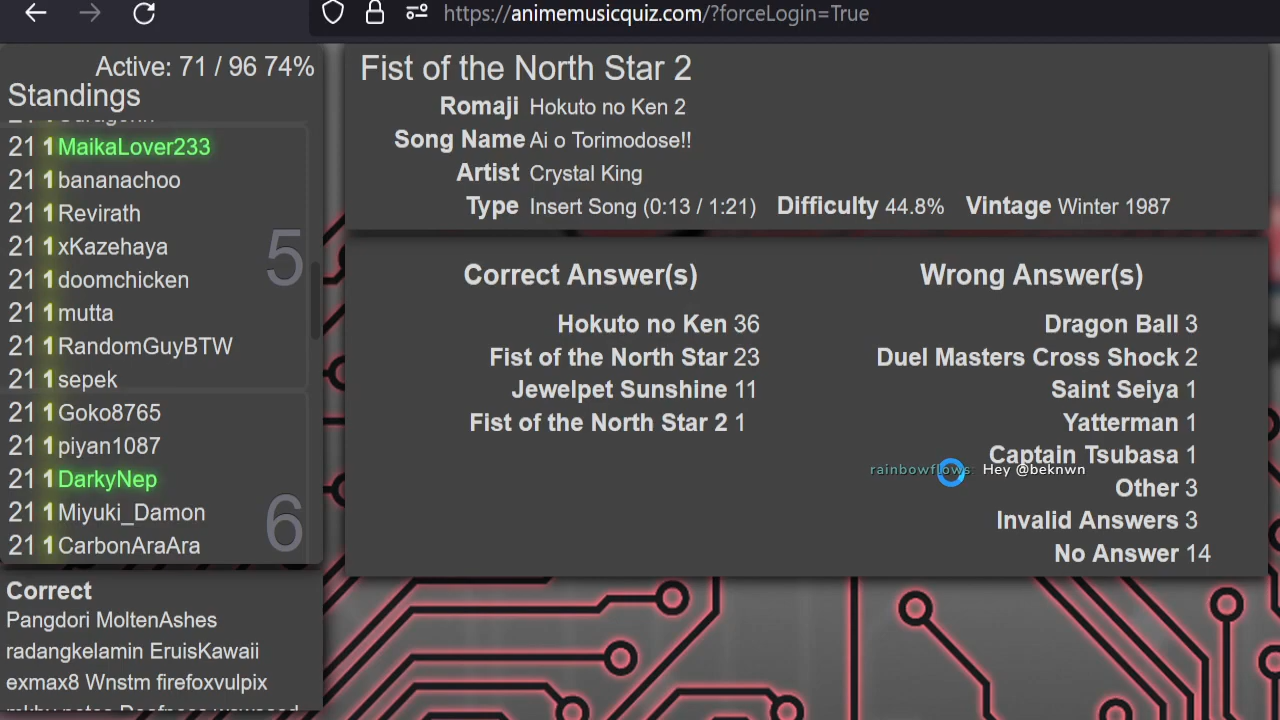 https://animemusicquiz.com/?forceLogin=True
Active: 71 / 96 74%
Standings
21 1 MaikaLover233
21 1 bananachoo
21 1 Revirath
21 1 xKazehaya
5
21 1 doomchicken
21 1 mutta
21 1 RandomGuyBTW
21 1 sepek
21 1 Goko8765
21 1 piyan1087
21 1 DarkyNep
21 1 Miyuki_Damon
6
21 1 CarbonAraAra
Correct
Pangdori MoltenAshes
radangkelamin EruisKawaii
exmax8 Wnstm firefoxvulpix
Fist of the North Star 2
Romaji Hokuto no Ken 2
Song Name Ai o Torimodose!!
Artist Crystal King
Type Insert Song (0:13 / 1:21) Difficulty 44.8% Vintage Winter 1987
Correct Answer(s)
Hokuto no Ken 36
Fist of the North Star 23
Jewelpet Sunshine 11
Fist of the North Star 2 1
Wrong Answer(s)
Dragon Ball 3
Duel Masters Cross Shock 2
Saint Seiya 1
Yatterman 1
Captain Tsubasa 1
rainbowflows: Hey @beknwn
Other 3
Invalid Answers 3
No Answer 14